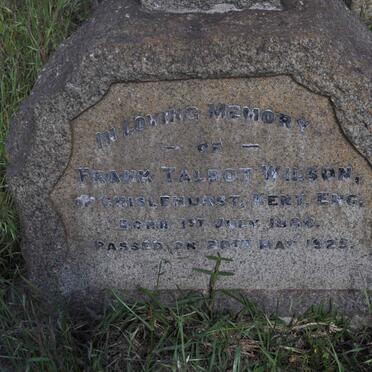 IN LOVING MEMORY
— OF —
FRANK TALBOT WILSON,
CHISLEHURST, KENT, ENG.
BORN 1ST JULY
PASSED ON 20TH MAY 1925.